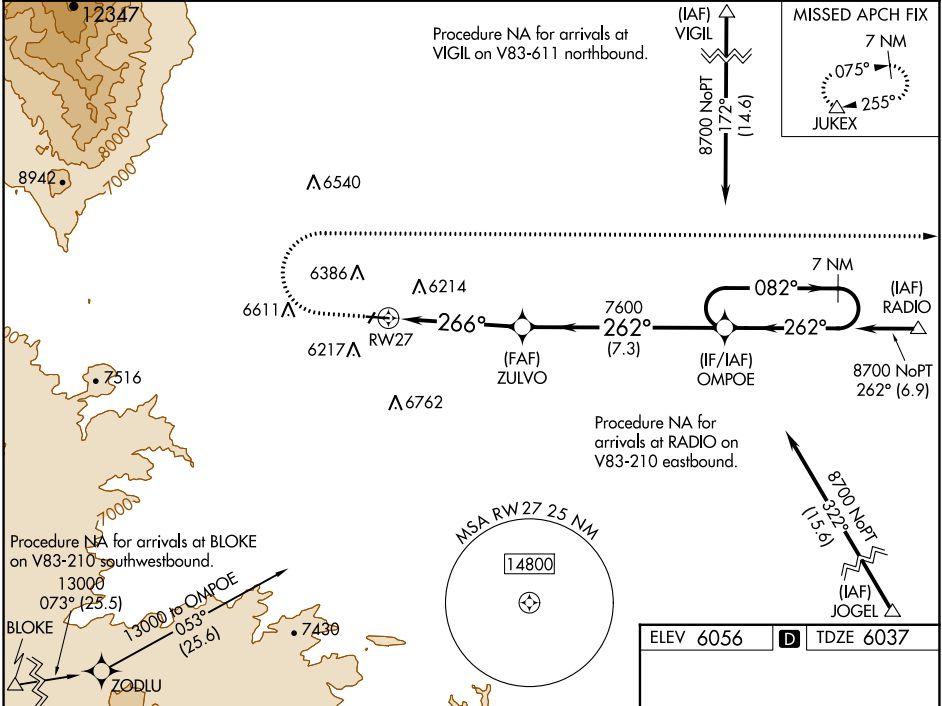 12347
8000
7000
8942
Procedure NA for arrivals at
VIGIL on V83-611 northbound.
(IAF)
VIGIL
8700 NoPT
172°
(14.6)
MISSED APCH FIX
7 NM
075°
255°
JUKEX
6540
6386
6214
6611
6217
RW27
266°
(FAF)
ZULVO
7600
262°
(7.3)
(IF/IAF)
OMPOE
082°
7 NM
262°
(IAF)
RADIO
8700 NoPT
262° (6.9)
7516
6762
Procedure NA for
arrivals at RADIO on
V83-210 eastbound.
7000
Procedure NA for arrivals at BLOKE
on V83-210 southwestbound.
13000
073° (25.5)
BLOKE
ZODLU
13000 to OMPOE
053°
(25.6)
7430
MSA RW27 25 NM
14800
8700 NoPT
322°
(15.6)
(IAF)
JOGEL
ELEV 6056
D
TDZE 6037